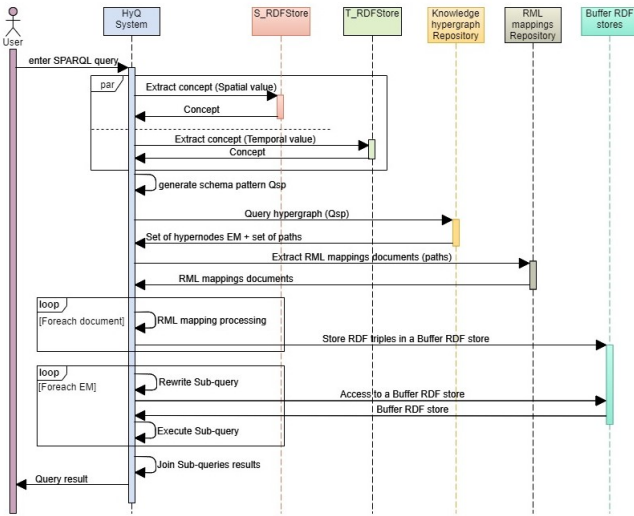 User
HyQ
System
S_RDFStore
T_RDFStore
Knowledge
hypergraph
Repository
RML
mappings
Repository
Buffer RDF
stores
enter SPARQL query
par
Extract concept (Spatial value)
Concept
Extract concept (Temporal value)
Concept
generate schema pattern Qsp
Query hypergraph (Qsp)
Set of hypernodes EM + set of paths
Extract RML mappings documents (paths)
RML mappings documents
loop
[Foreach document]
RML mapping processing
Store RDF triples in a Buffer RDF store
loop
[Foreach EM]
Rewrite Sub-query
Access to a Buffer RDF store
Buffer RDF store
Execute Sub-query
Join Sub-queries results
Query result